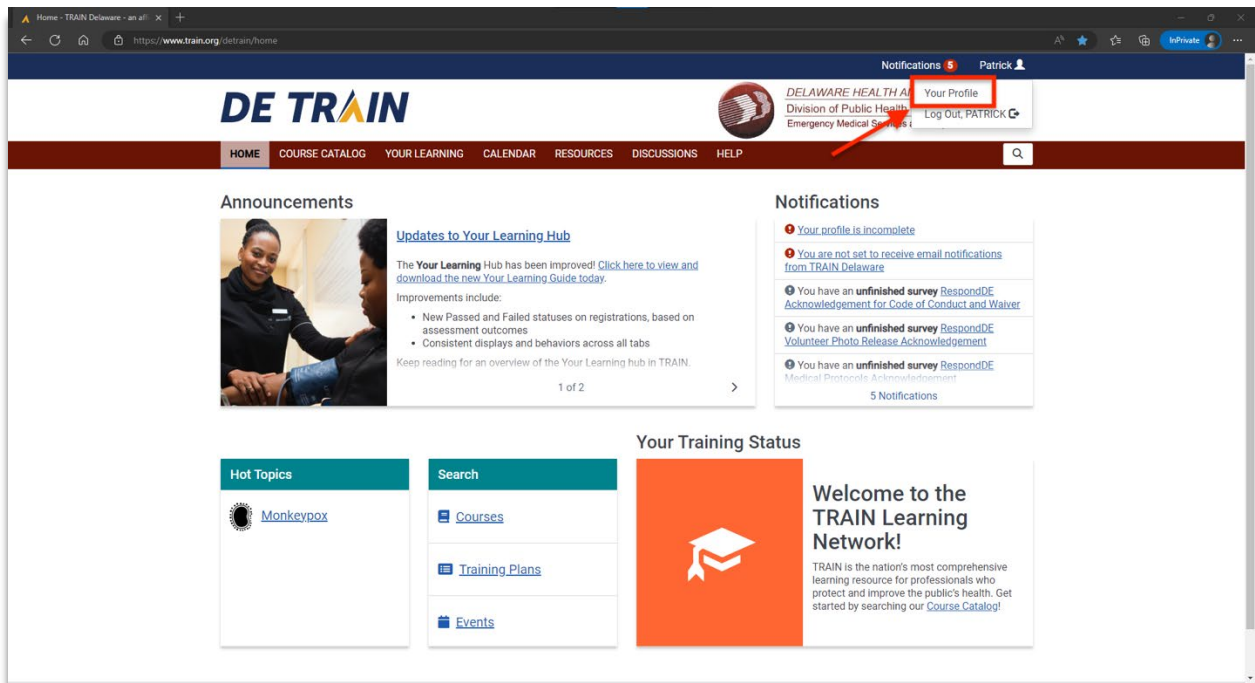 Home - TRAIN Delaware - an affi
https://www.train.org/detrain/home
InPrivate
Notifications 5 Patrick
DE TRAIN
DELAWARE HEALTH A
Division of Public Health
Emergency Medical Services
Your Profile
Log Out, PATRICK
HOME COURSE CATALOG YOUR LEARNING CALENDAR RESOURCES DISCUSSIONS HELP
Announcements
Updates to Your Learning Hub
The Your Learning Hub has been improved! Click here to view and
download the new Your Learning Guide today.
Improvements include:
• New Passed and Failed statuses on registrations, based on
assessment outcomes
• Consistent displays and behaviors across all tabs
Keep reading for an overview of the Your Learning hub in TRAIN.
1 of 2
Notifications
Your profile is incomplete
You are not set to receive email notifications
from TRAIN Delaware
You have an unfinished survey RespondDE
Acknowledgement for Code of Conduct and Waiver
You have an unfinished survey RespondDE
Volunteer Photo Release Acknowledgement
You have an unfinished survey RespondDE
Medical Protocols Acknowledgement
5 Notifications
Hot Topics
Monkeypox
Search
Courses
Training Plans
Events
Your Training Status
Welcome to the
TRAIN Learning
Network!
TRAIN is the nation's most comprehensive
learning resource for professionals who
protect and improve the public's health. Get
started by searching our Course Catalog!